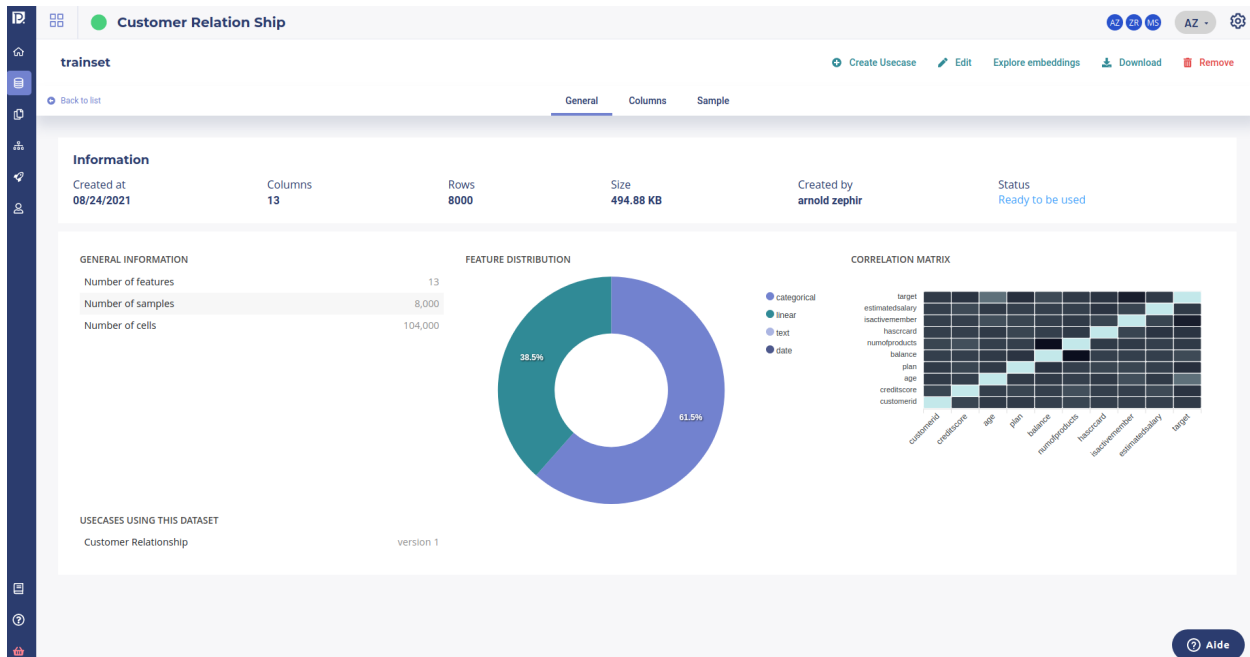 Customer Relation Ship
AZ ZR MS AZ
trainset
Create Usecase Edit Explore embeddings Download Remove
Back to list
General Columns Sample
Information
Created at Columns Rows Size Created by Status
08/24/2021 13 8000 494.88 KB arnold zephir Ready to be used
GENERAL INFORMATION
Number of features 13
Number of samples 8,000
Number of cells 104,000
FEATURE DISTRIBUTION
38.5%
61.5%
categorical
linear
text
date
CORRELATION MATRIX
target
estimatedsalary
isactivemember
hascrcard
numofproducts
balance
plan
age
creditscore
customerid
customerid creditscore age plan balance numofproducts hascrcard isactivemember estimatedsalary target
USECASES USING THIS DATASET
Customer Relationship version 1
Aide